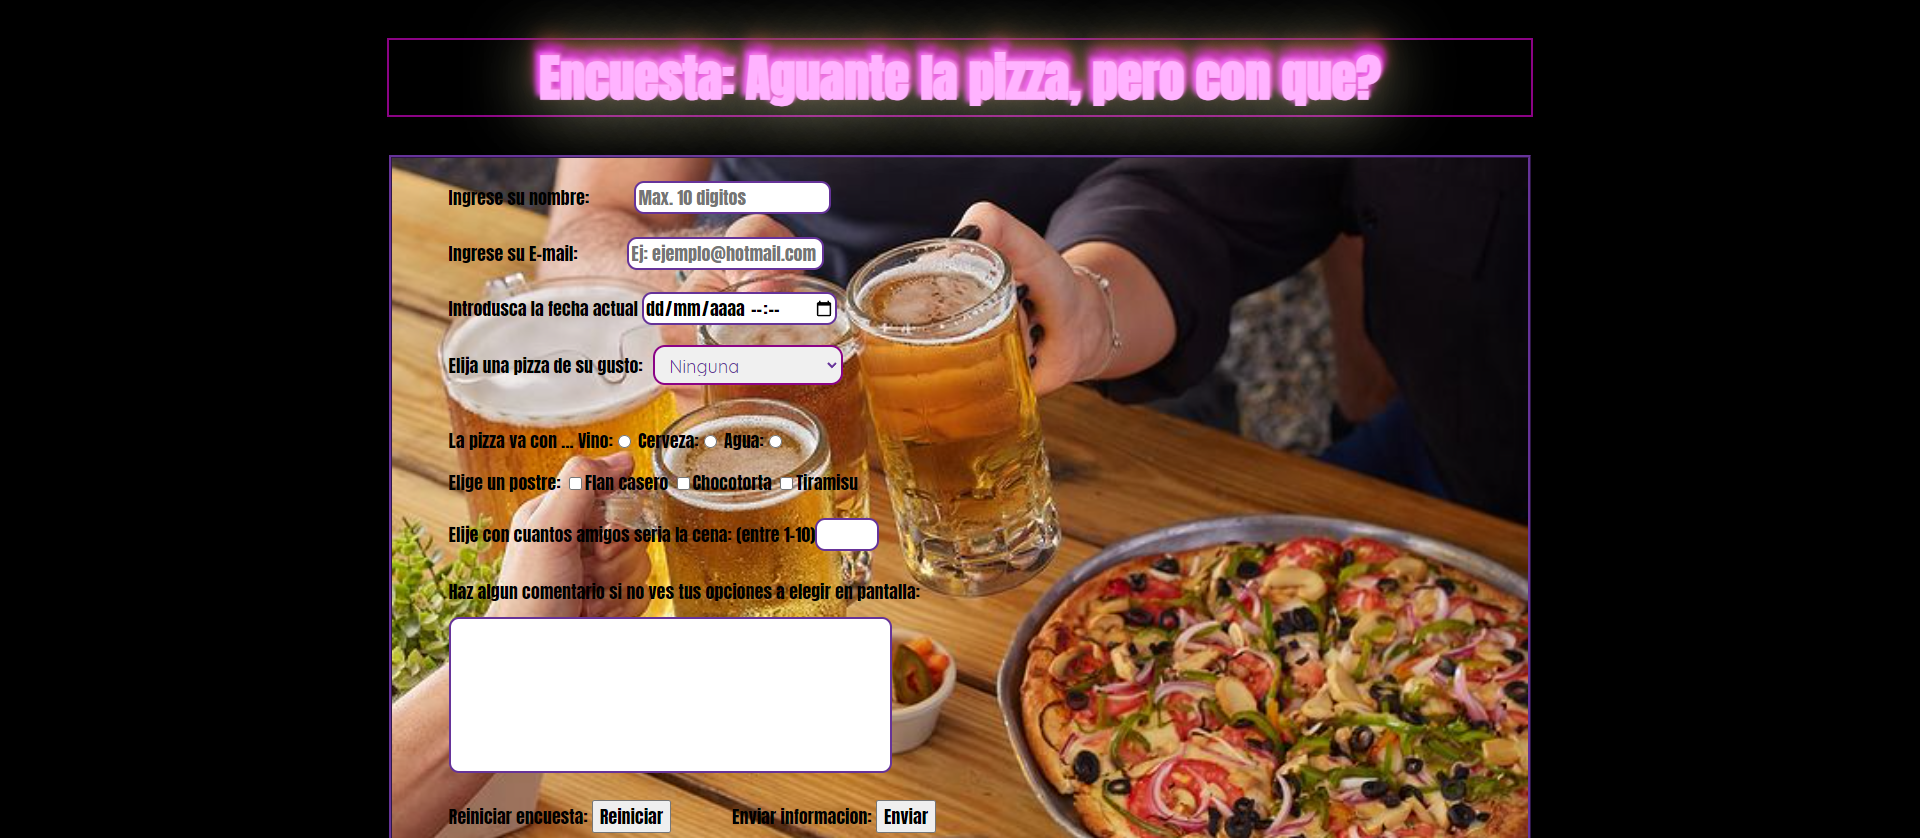 Encuesta: Aguante la pizza, pero con que?
Ingrese su nombre: Max. 10 digitos
Ingrese su E-mail: Ej: ejemplo@hotmail.com
Introdusca la fecha actual dd/mm/aaaa --:--
Elija una pizza de su gusto: Ninguna
La pizza va con ... Vino: Cerveza: Agua:
Elige un postre: Flan casero Chocotorta Tiramisu
Elije con cuantos amigos seria la cena: (entre 1-10)
Haz algun comentario si no ves tus opciones a elegir en pantalla:
Reiniciar encuesta: Reiniciar Enviar informacion: Enviar